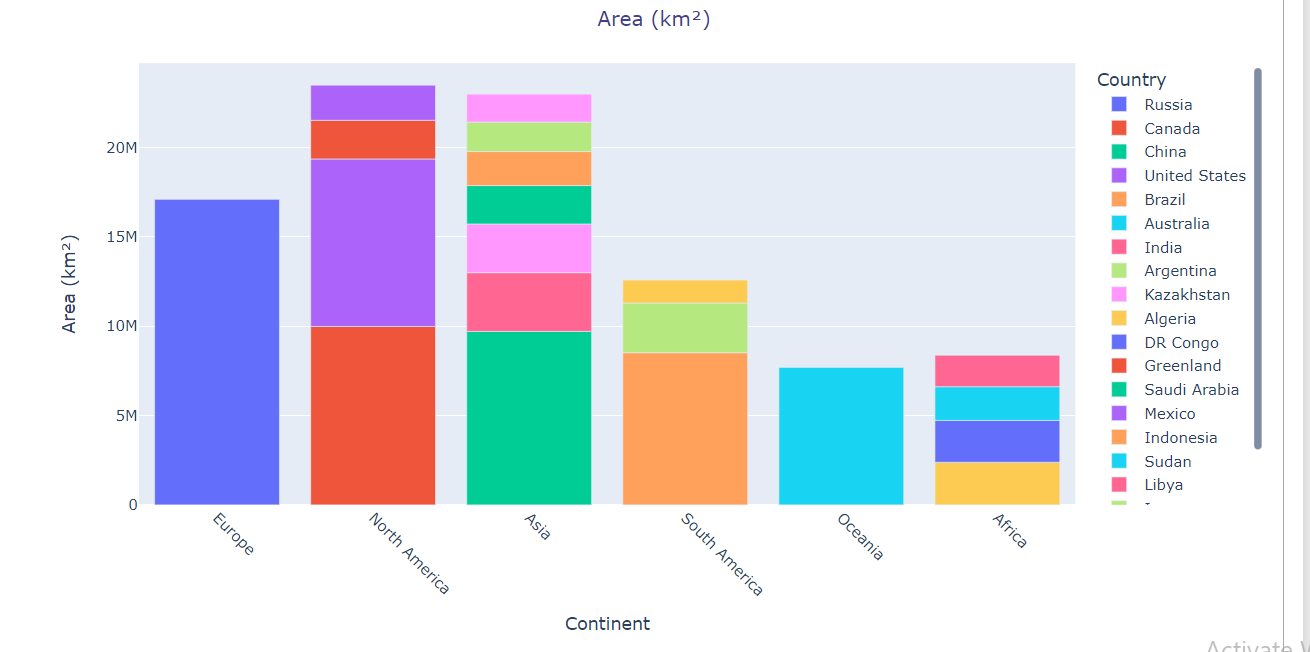 Area (km²)
Country
Russia
Canada
China
United States
Brazil
Australia
India
Argentina
Kazakhstan
Algeria
DR Congo
Greenland
Saudi Arabia
Mexico
Indonesia
Sudan
Libya
20M
15M
10M
5M
0
Area (km²)
Europe
North America
Asia
South America
Oceania
Africa
Continent
Activate